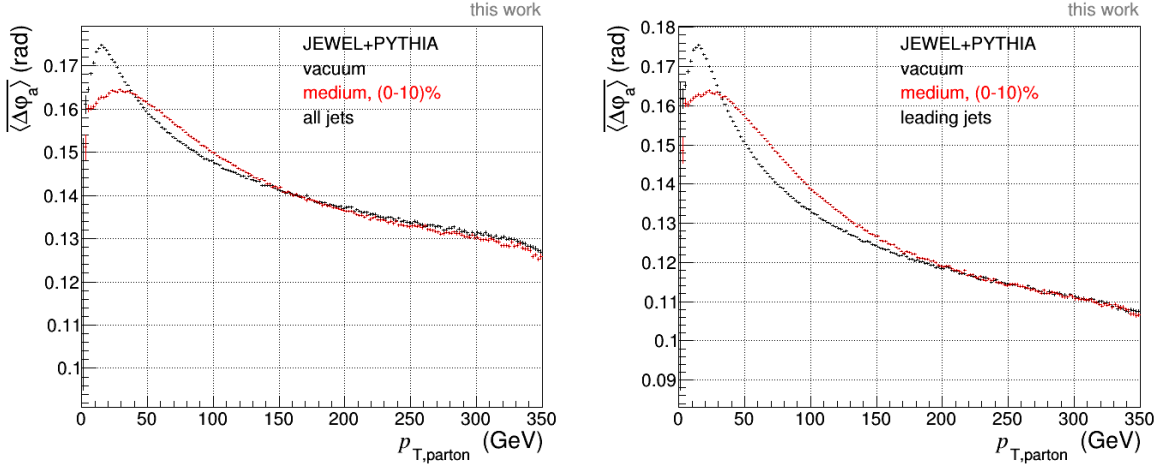 this work
⟨Δφa⟩ (rad)
JEWEL+PYTHIA
vacuum
medium, (0-10)%
all jets
0.17
0.16
0.15
0.14
0.13
0.12
0.11
0.1
0 50 100 150 200 250 300 350
pT,parton (GeV)
this work
⟨Δφa⟩ (rad)
JEWEL+PYTHIA
vacuum
medium, (0-10)%
leading jets
0.18
0.17
0.16
0.15
0.14
0.13
0.12
0.11
0.1
0.09
0 50 100 150 200 250 300 350
pT,parton (GeV)